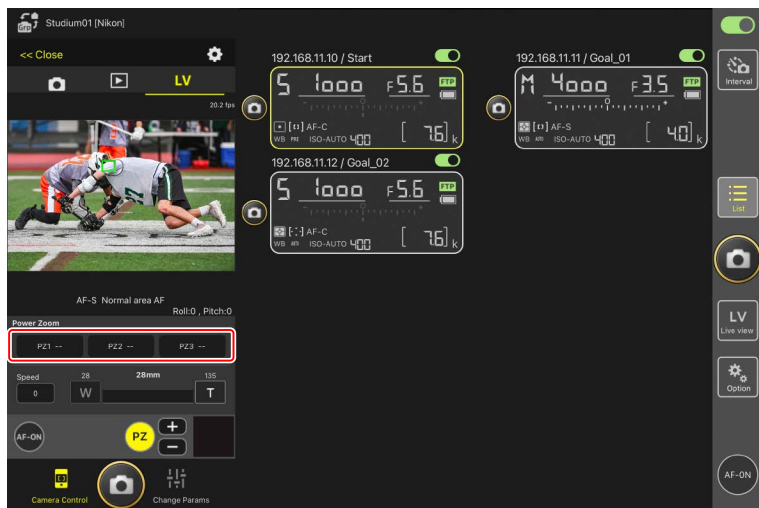 Grp
Studium01 [Nikon]
<< Close
LV
20.2 fps
AF-S Normal area AF
Roll:0 , Pitch:0
Power Zoom
PZ1 --
PZ2 --
PZ3 --
Speed
0
28
28mm
135
W
T
AF-ON
PZ
+
−
Camera Control
Change Params
192.168.11.10 / Start
S 1000 F5.6 FTP
- +
[ ] AF-C
WB PRE ISO-AUTO 400 [ 7.6] k
192.168.11.11 / Goal_01
M 4000 F3.5 FTP
- +
[ ] AF-S
WB ISO-AUTO 400 [ 4.0] k
192.168.11.12 / Goal_02
S 1000 F5.6 FTP
- +
[ ] AF-C
WB ISO-AUTO 400 [ 7.6] k
Interval
List
LV
Live view
Option
AF-ON